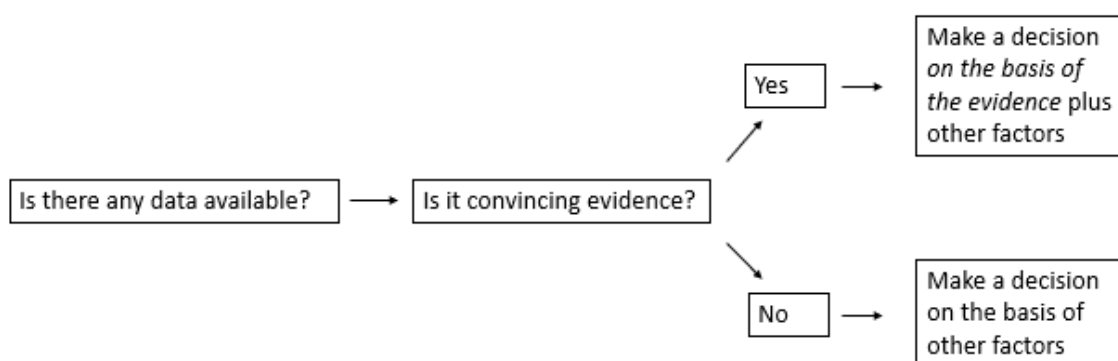 Is there any data available?
Is it convincing evidence?
Yes
Make a decision
on the basis of
the evidence plus
other factors
No
Make a decision
on the basis of
other factors